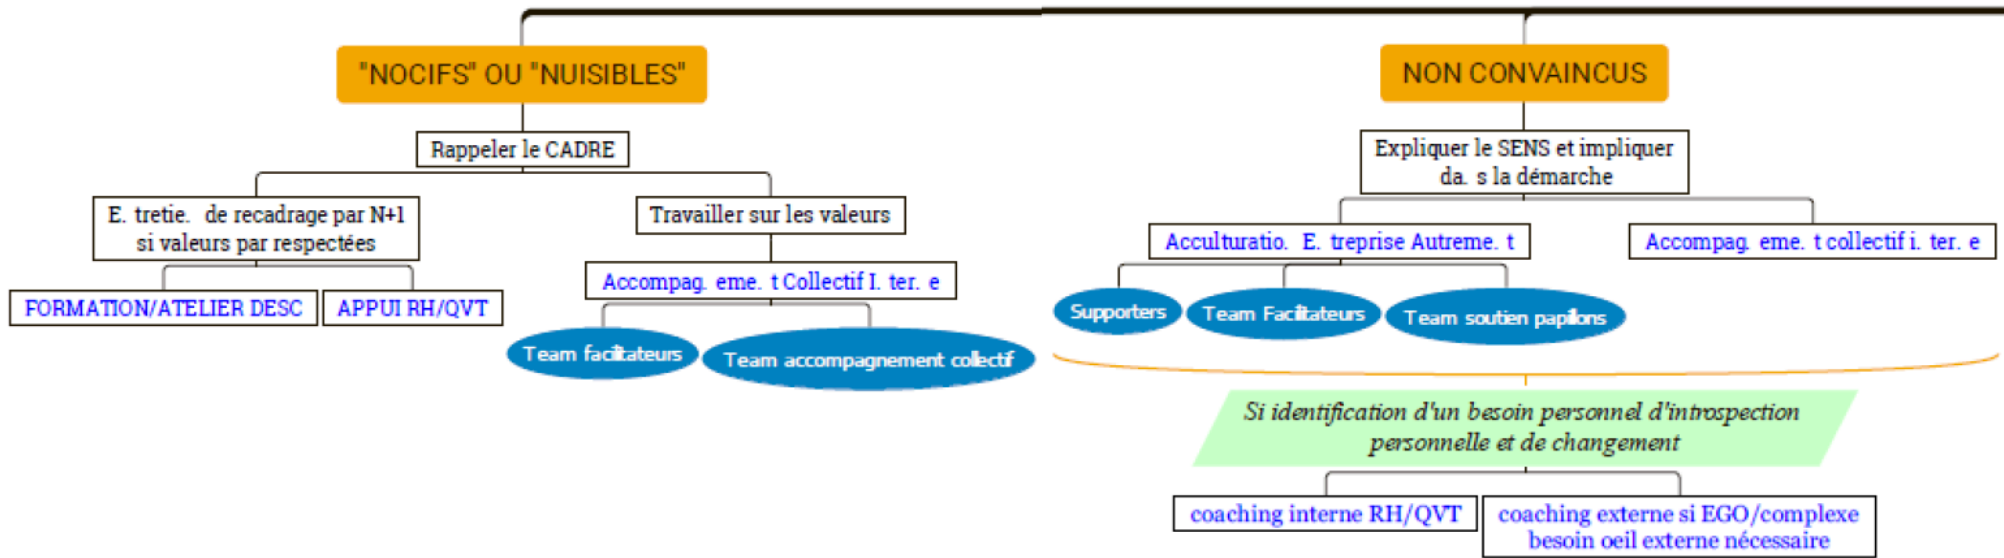 "NOCIFS" OU "NUISIBLES"
Rappeler le CADRE
E. tretie. de recadrage par N+1
si valeurs par respectées
FORMATION/ATELIER DESC
APPUI RH/QVT
Travailler sur les valeurs
Accompag. eme. t Collectif I. ter. e
Team facilitateurs
Team accompagnement collectif
NON CONVAINCUS
Expliquer le SENS et impliquer
da. s la démarche
Acculturatio. E. treprise Autreme. t
Supporters
Team Facilitateurs
Team soutien papillons
Accompag. eme. t collectif i. ter. e
Si identification d'un besoin personnel d'introspection
personnelle et de changement
coaching interne RH/QVT
coaching externe si EGO/complexe
besoin oeil externe nécessaire